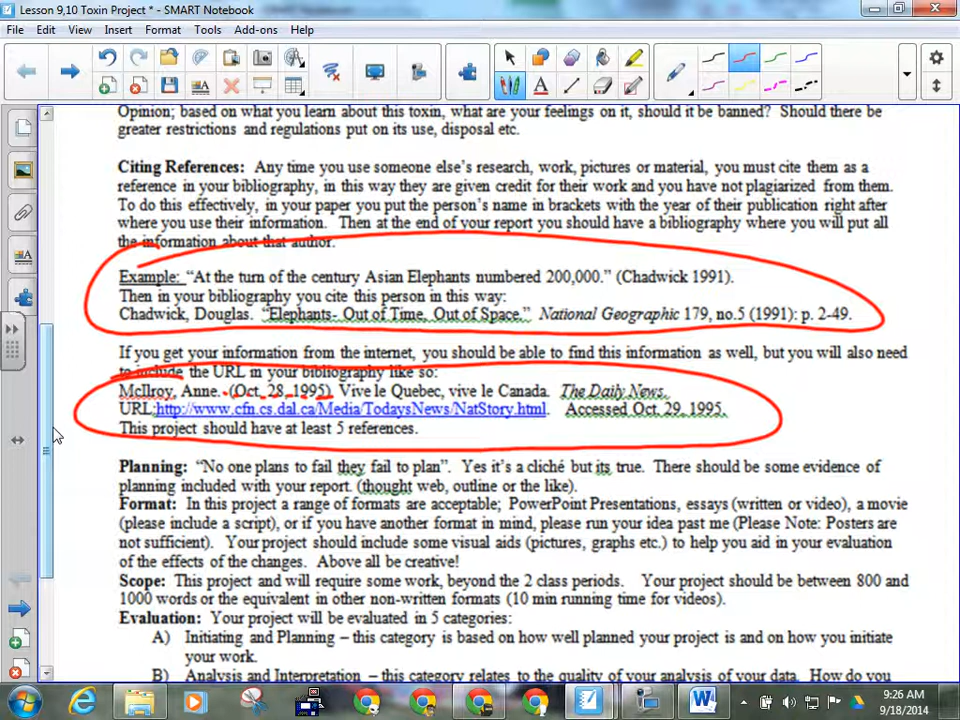 Lesson 9,10 Toxin Project * - SMART Notebook
File Edit View Insert Format Tools Add-ons Help
Opinion; based on what you learn about this toxin, what are your feelings on it, should it be banned? Should there be
greater restrictions and regulations put on its use, disposal etc.
Citing References: Any time you use someone else's research, work, pictures or material, you must cite them as a
reference in your bibliography, in this way they are given credit for their work and you have not plagiarized from them.
To do this effectively, in your paper you put the person's name in brackets with the year of their publication right after
where you use their information. Then at the end of your report you should have a bibliography where you will put all
the information about that author.
Example: "At the turn of the century Asian Elephants numbered 200,000." (Chadwick 1991).
Then in your bibliography you cite this person in this way:
Chadwick, Douglas. "Elephants- Out of Time, Out of Space." National Geographic 179, no.5 (1991): p. 2-49.
If you get your information from the internet, you should be able to find this information as well, but you will also need
to include the URL in your bibliography like so:
McIlroy, Anne. (Oct, 28, 1995) Vive le Quebec, vive le Canada. The Daily News.
URL:http://www.cfn.cs.dal.ca/Media/TodaysNews/NatStory.html. Accessed Oct. 29, 1995.
This project should have at least 5 references.
Planning: "No one plans to fail they fail to plan". Yes it's a cliché but its true. There should be some evidence of
planning included with your report. (thought web, outline or the like).
Format: In this project a range of formats are acceptable; PowerPoint Presentations, essays (written or video), a movie
(please include a script), or if you have another format in mind, please run your idea past me (Please Note: Posters are
not sufficient). Your project should include some visual aids (pictures, graphs etc.) to help you aid in your evaluation
of the effects of the changes. Above all be creative!
Scope: This project and will require some work, beyond the 2 class periods. Your project should be between 800 and
1000 words or the equivalent in other non-written formats (10 min running time for videos).
Evaluation: Your project will be evaluated in 5 categories:
A) Initiating and Planning – this category is based on how well planned your project is and on how you initiate
your work.
B) Analysis and Interpretation – this category relates to the quality of your analysis of your data. How do you
9:26 AM
9/18/2014